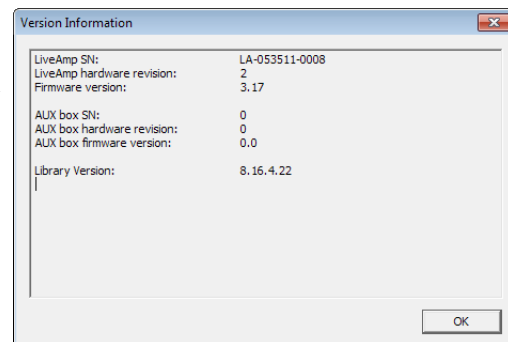 Version Information
LiveAmp SN: LA-053511-0008
LiveAmp hardware revision: 2
Firmware version: 3.17
AUX box SN: 0
AUX box hardware revision: 0
AUX box firmware version: 0.0
Library Version: 8.16.4.22
OK